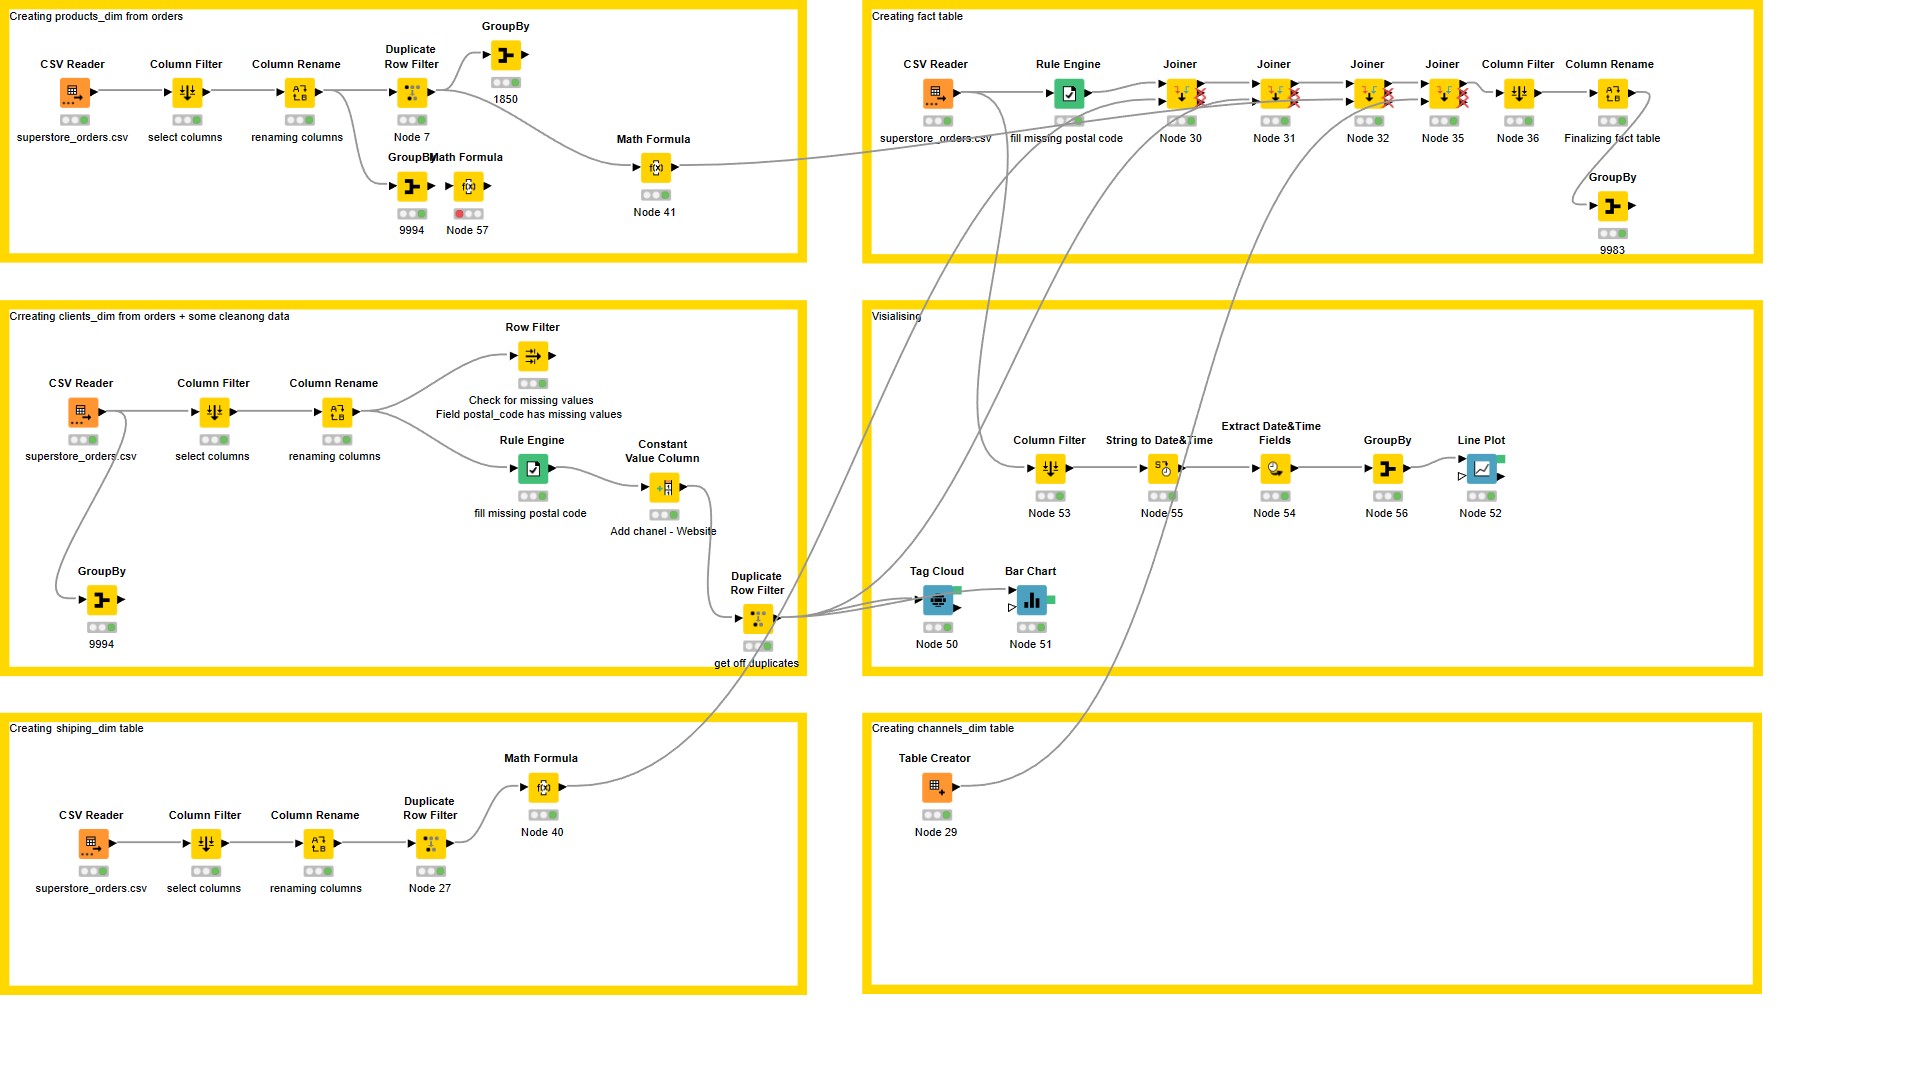 Creating products_dim from orders
GroupBy
1850
CSV Reader
superstore_orders.csv
Column Filter
select columns
Column Rename
renaming columns
Duplicate
Row Filter
Node 7
GroupBy
9994
Math Formula
Node 57
Math Formula
Node 41
Creating fact table
CSV Reader
superstore_orders.csv
Rule Engine
fill missing postal code
Joiner
Node 30
Joiner
Node 31
Joiner
Node 32
Joiner
Node 35
Column Filter
Node 36
Column Rename
Finalizing fact table
GroupBy
9983
Crreating clients_dim from orders + some cleanong data
CSV Reader
superstore_orders.csv
Column Filter
select columns
Column Rename
renaming columns
Row Filter
Check for missing values
Field postal_code has missing values
Rule Engine
fill missing postal code
Constant
Value Column
Add chanel - Website
GroupBy
9994
Duplicate
Row Filter
get off duplicates
Visialising
Column Filter
Node 53
String to Date&Time
Node 55
Extract Date&Time
Fields
Node 54
GroupBy
Node 56
Line Plot
Node 52
Tag Cloud
Node 50
Bar Chart
Node 51
Creating shiping_dim table
CSV Reader
superstore_orders.csv
Column Filter
select columns
Column Rename
renaming columns
Duplicate
Row Filter
Node 27
Math Formula
Node 40
Creating channels_dim table
Table Creator
Node 29